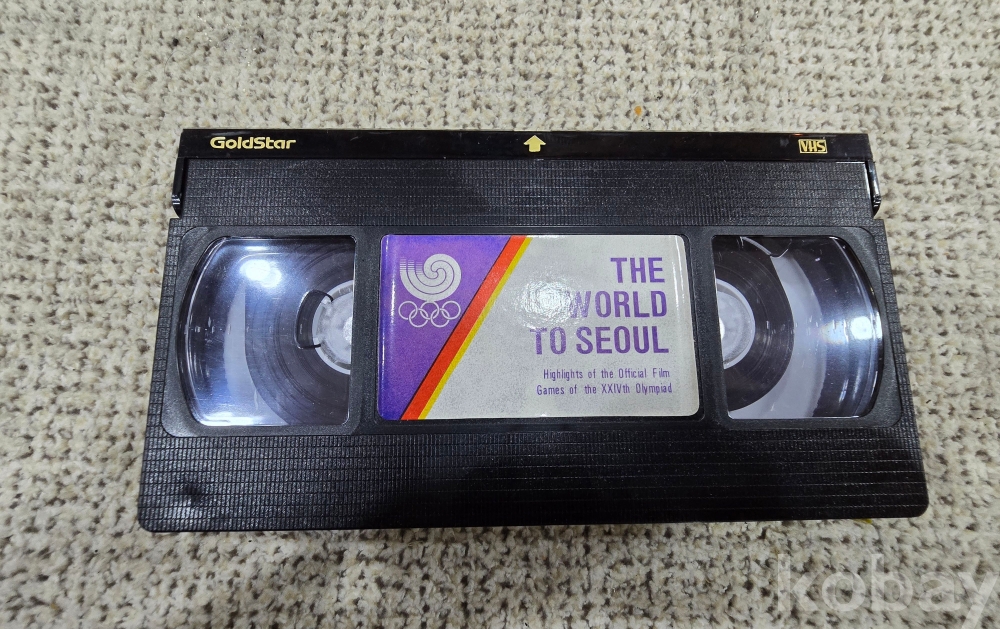 GoldStar
VHS
THE
WORLD
TO SEOUL
Highlights of the Official Film
Games of the XXIVth Olympiad
kobay